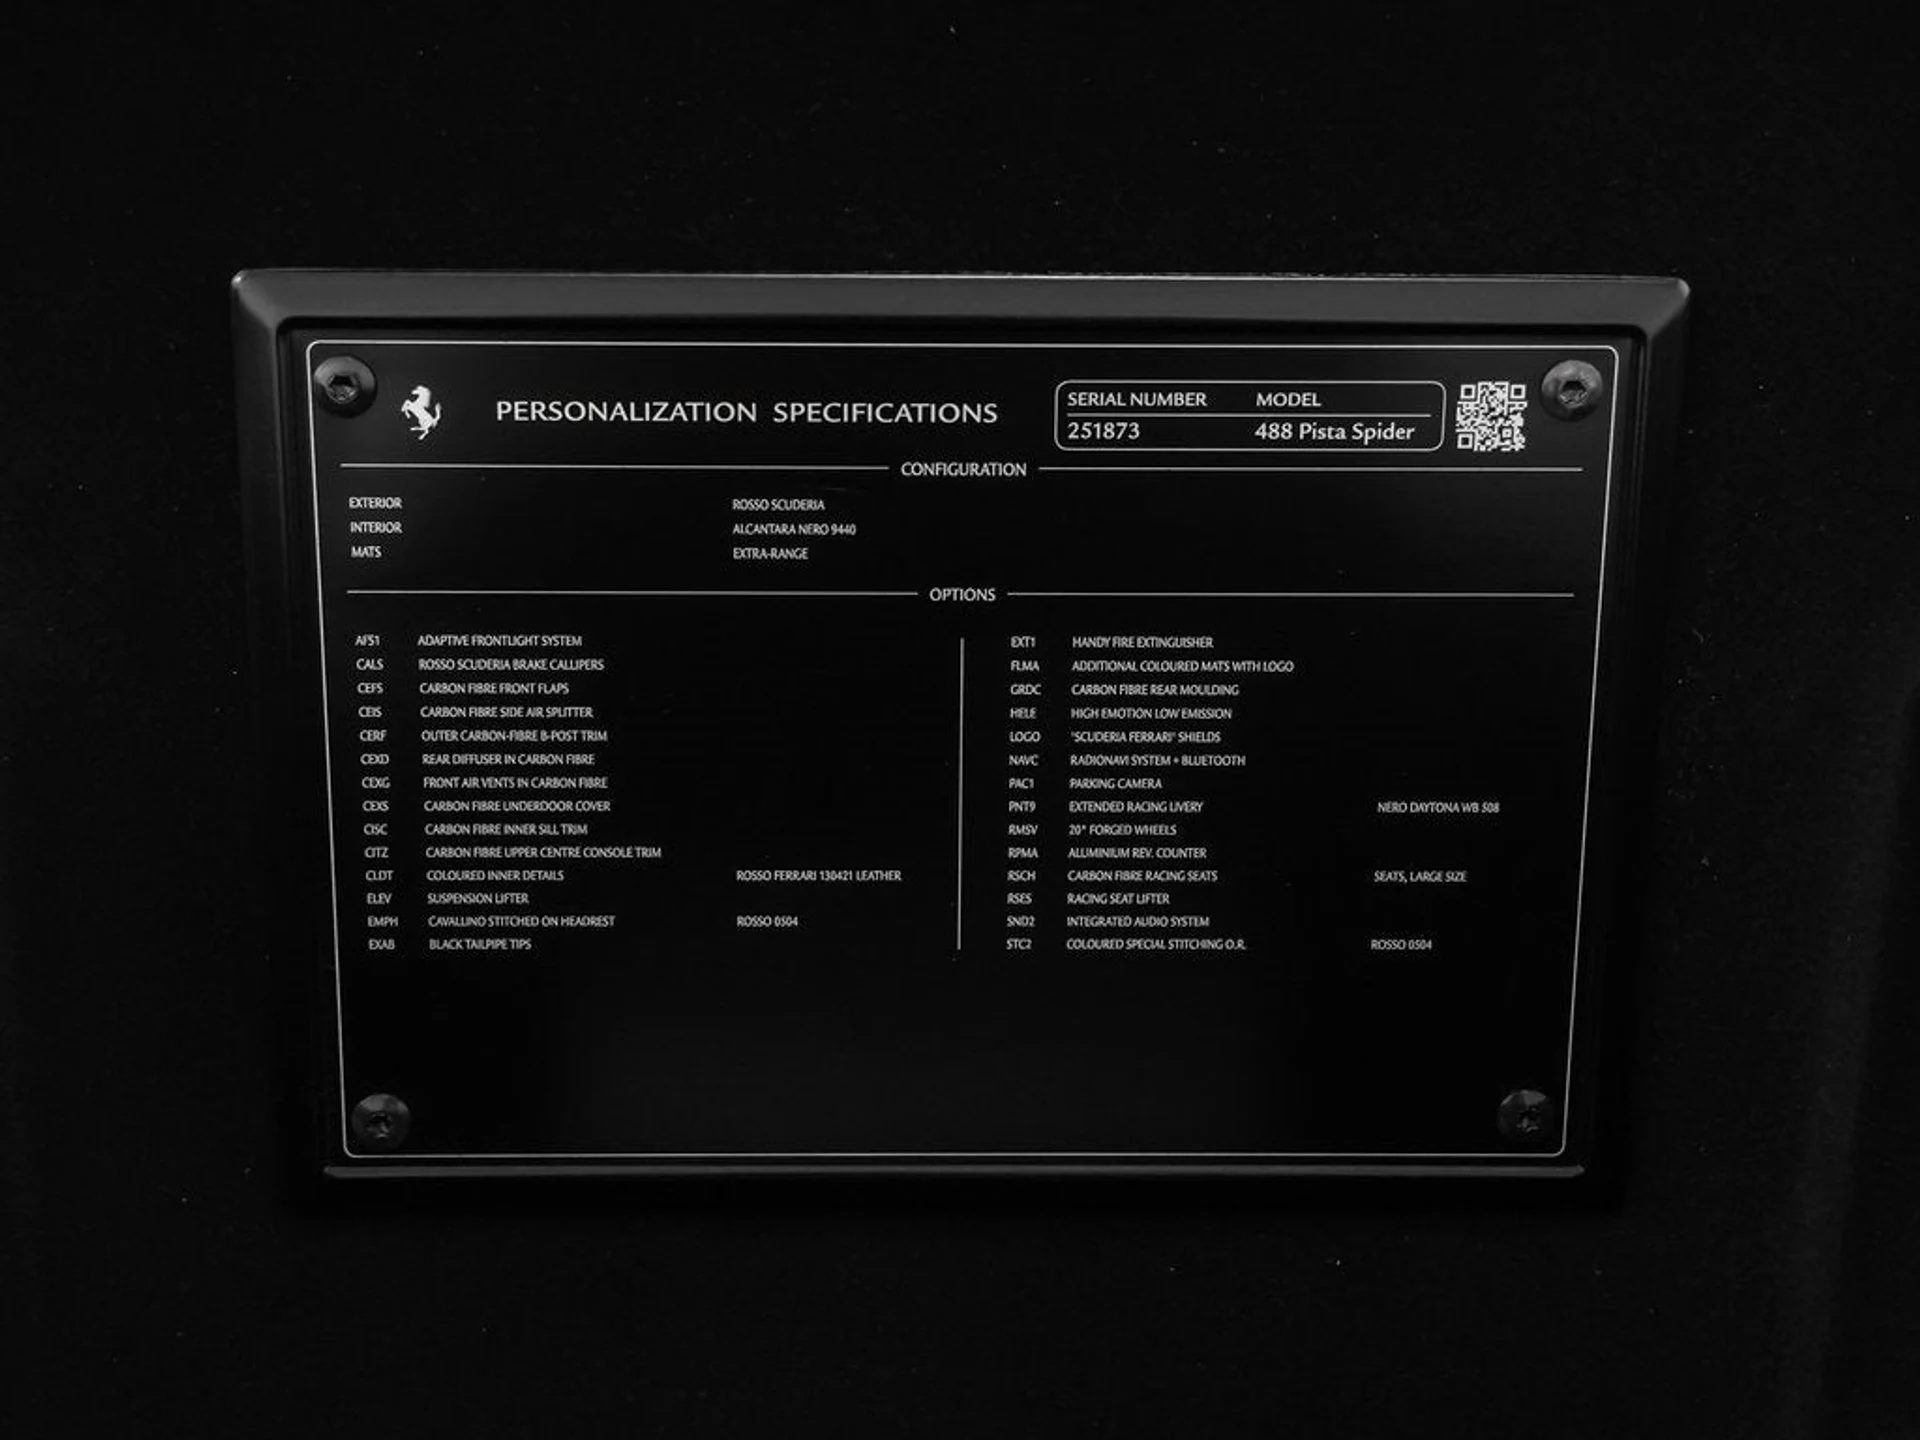 PERSONALIZATION SPECIFICATIONS
SERIAL NUMBER MODEL
251873 488 Pista Spider
CONFIGURATION
EXTERIOR ROSSO SCUDERIA
INTERIOR ALCANTARA NERO 9440
MATS EXTRA-RANGE
OPTIONS
AFS1 ADAPTIVE FRONTLIGHT SYSTEM
CALS ROSSO SCUDERIA BRAKE CALLIPERS
CEFS CARBON FIBRE FRONT FLAPS
CEIS CARBON FIBRE SIDE AIR SPLITTER
CERF OUTER CARBON-FIBRE B-POST TRIM
CEXD REAR DIFFUSER IN CARBON FIBRE
CEXG FRONT AIR VENTS IN CARBON FIBRE
CEXS CARBON FIBRE UNDERDOOR COVER
CISC CARBON FIBRE INNER SILL TRIM
CITZ CARBON FIBRE UPPER CENTRE CONSOLE TRIM
CLDT COLOURED INNER DETAILS ROSSO FERRARI 130421 LEATHER
ELEV SUSPENSION LIFTER
EMPH CAVALLINO STITCHED ON HEADREST ROSSO 0504
EXAB BLACK TAILPIPE TIPS
EXT1 HANDY FIRE EXTINGUISHER
FLMA ADDITIONAL COLOURED MATS WITH LOGO
GRDC CARBON FIBRE REAR MOULDING
HELE HIGH EMOTION LOW EMISSION
LOGO "SCUDERIA FERRARI" SHIELDS
NAVC RADIONAVI SYSTEM + BLUETOOTH
PAC1 PARKING CAMERA
PNT9 EXTENDED RACING LIVERY NERO DAYTONA WB 508
RMSV 20" FORGED WHEELS
RPMA ALUMINIUM REV. COUNTER
RSCH CARBON FIBRE RACING SEATS SEATS, LARGE SIZE
RSES RACING SEAT LIFTER
SND2 INTEGRATED AUDIO SYSTEM
STC2 COLOURED SPECIAL STITCHING O.R. ROSSO 0504